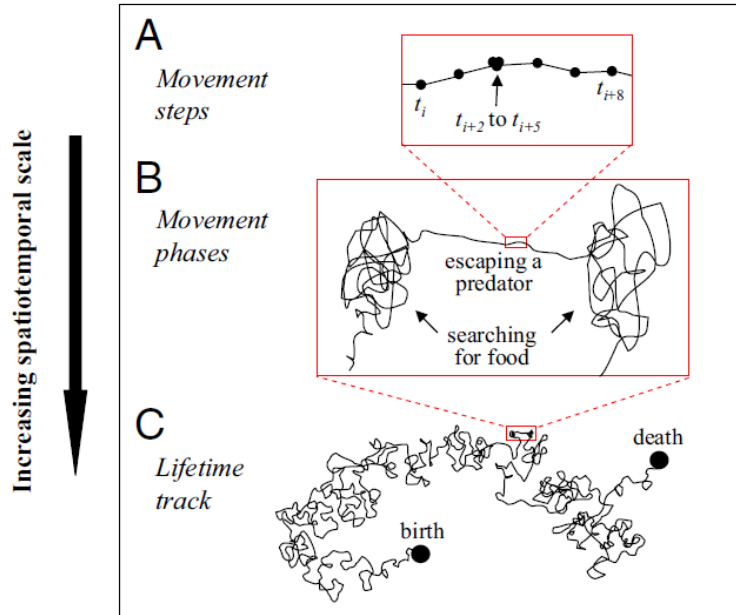 Increasing spatiotemporal scale
A
Movement
steps
t_i
t_{i+2} to t_{i+5}
t_{i+8}
B
Movement
phases
escaping a
predator
searching
for food
C
Lifetime
track
birth
death